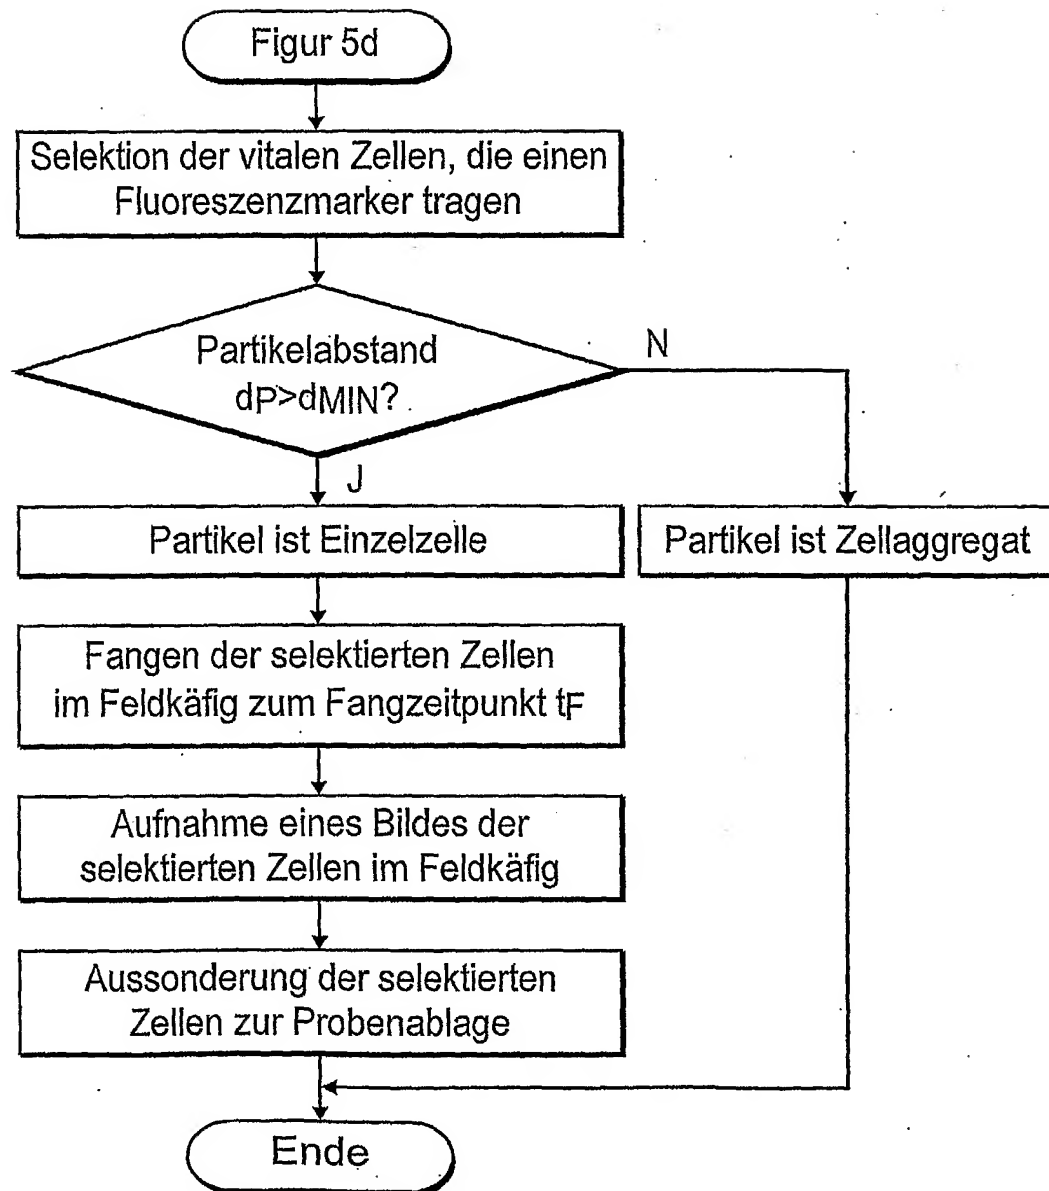 Figur 5d
Selektion der vitalen Zellen, die einen
Fluoreszenzmarker tragen
Partikelabstand
dP>dMIN?
N
J
Partikel ist Einzelzelle
Partikel ist Zellaggregat
Fangen der selektierten Zellen
im Feldkäfig zum Fangzeitpunkt tF
Aufnahme eines Bildes der
selektierten Zellen im Feldkäfig
Aussonderung der selektierten
Zellen zur Probenablage
Ende